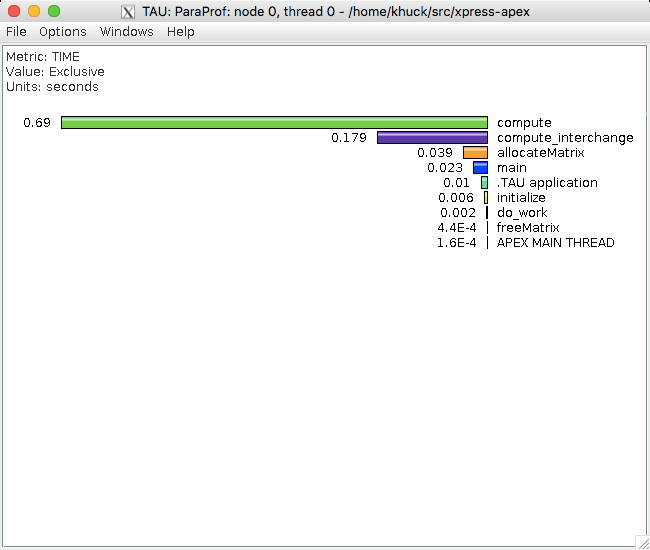 TAU: ParaProf: node 0, thread 0 - /home/khuck/src/xpress-apex
File Options Windows Help
Metric: TIME
Value: Exclusive
Units: seconds
0.69 compute
0.179 compute_interchange
0.039 allocateMatrix
0.023 main
0.01 .TAU application
0.006 initialize
0.002 do_work
4.4E-4 freeMatrix
1.6E-4 APEX MAIN THREAD